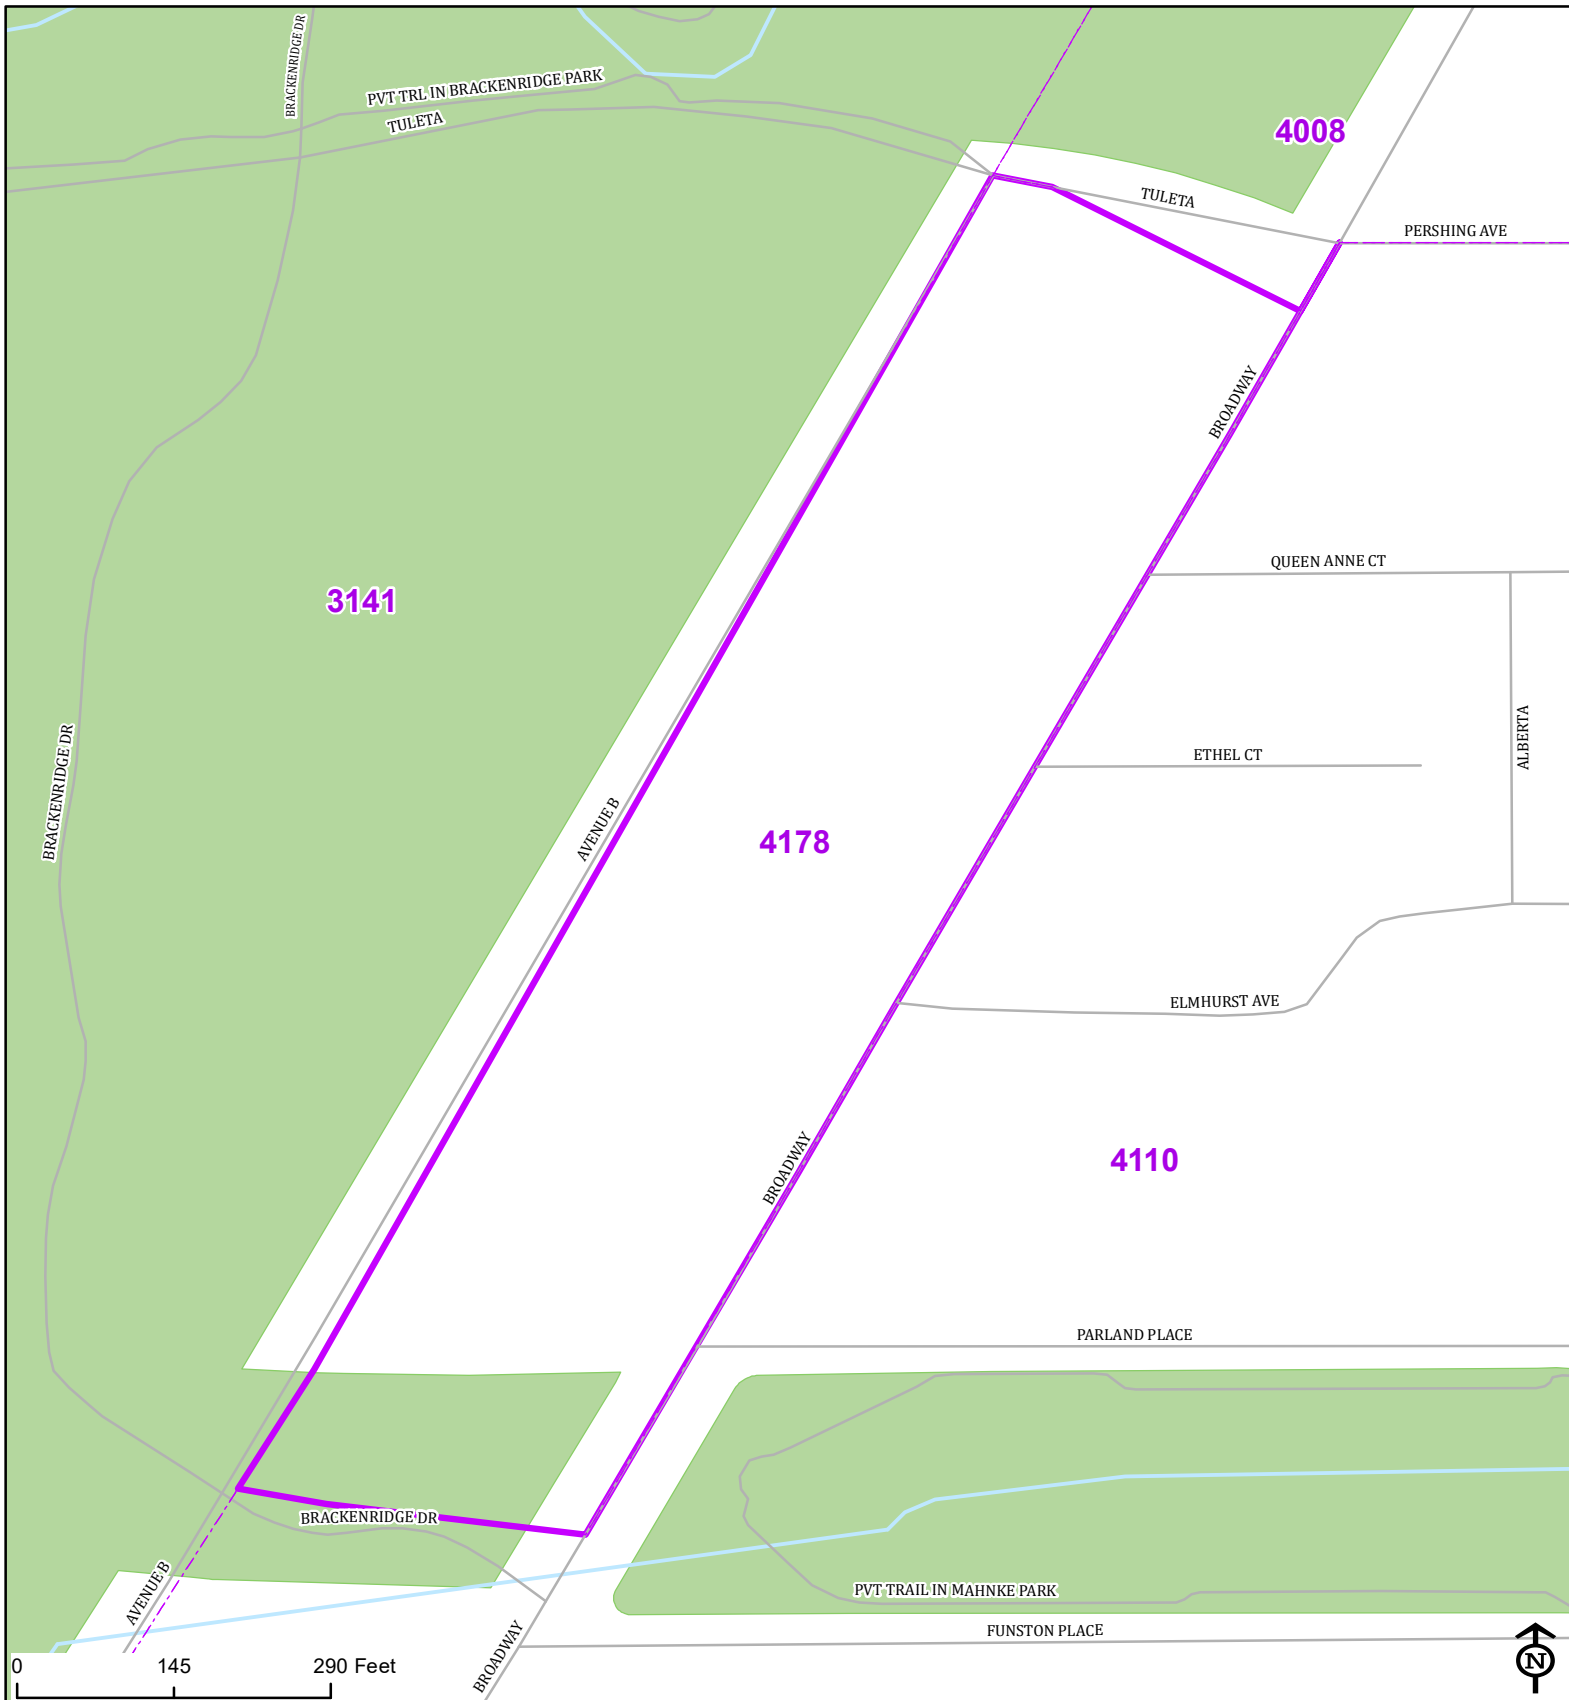 BRACKENRIDGE DR
PVT TRL IN BRACKENRIDGE PARK
TULETA
4008
TULETA
PERSHING AVE
BROADWAY
QUEEN ANNE CT
3141
ALBERTA
ETHEL CT
BRACKENRIDGE DR
AVENUE B
4178
ELMHURST AVE
BROADWAY
4110
PARLAND PLACE
BRACKENRIDGE DR
AVENUE B
PVT TRAIL IN MAHNKE PARK
BROADWAY
FUNSTON PLACE
0 145 290 Feet
N